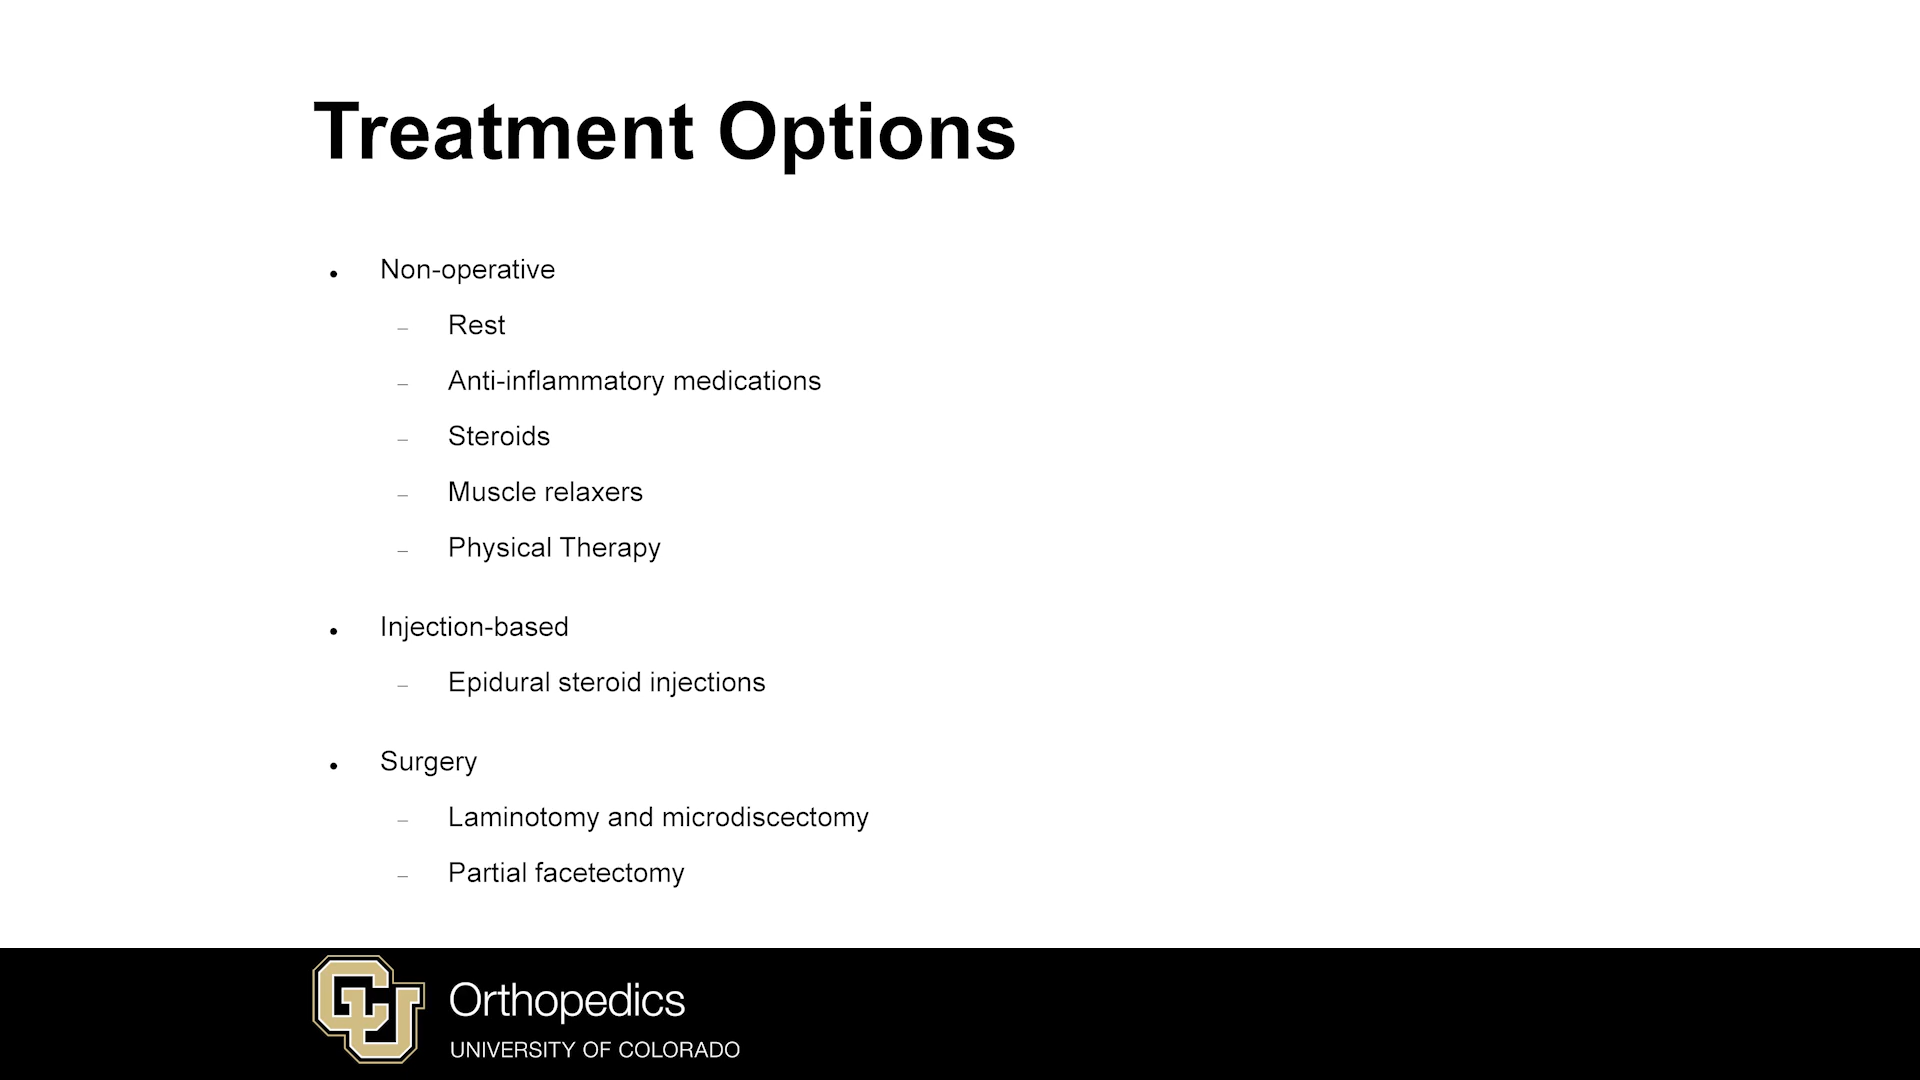 Treatment Options
• Non-operative
– Rest
– Anti-inflammatory medications
– Steroids
– Muscle relaxers
– Physical Therapy
• Injection-based
– Epidural steroid injections
• Surgery
– Laminotomy and microdiscectomy
– Partial facetectomy
CU
Orthopedics
UNIVERSITY OF COLORADO